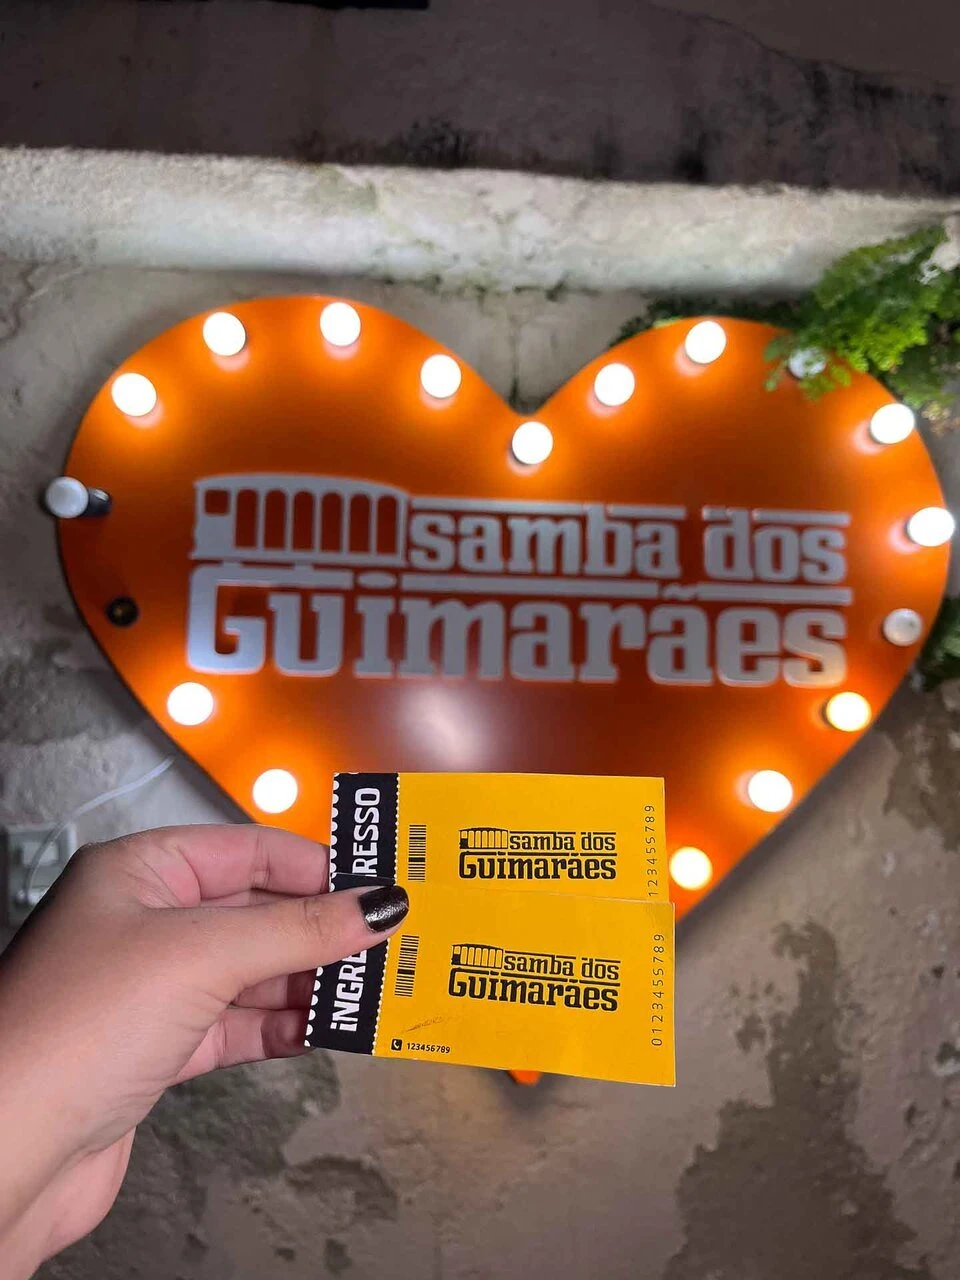 samba dos
Guimarães
iNGRESSO
samba dos
Guimarães
123455789
iNGRESSO
samba dos
Guimarães
0123455789
123456789